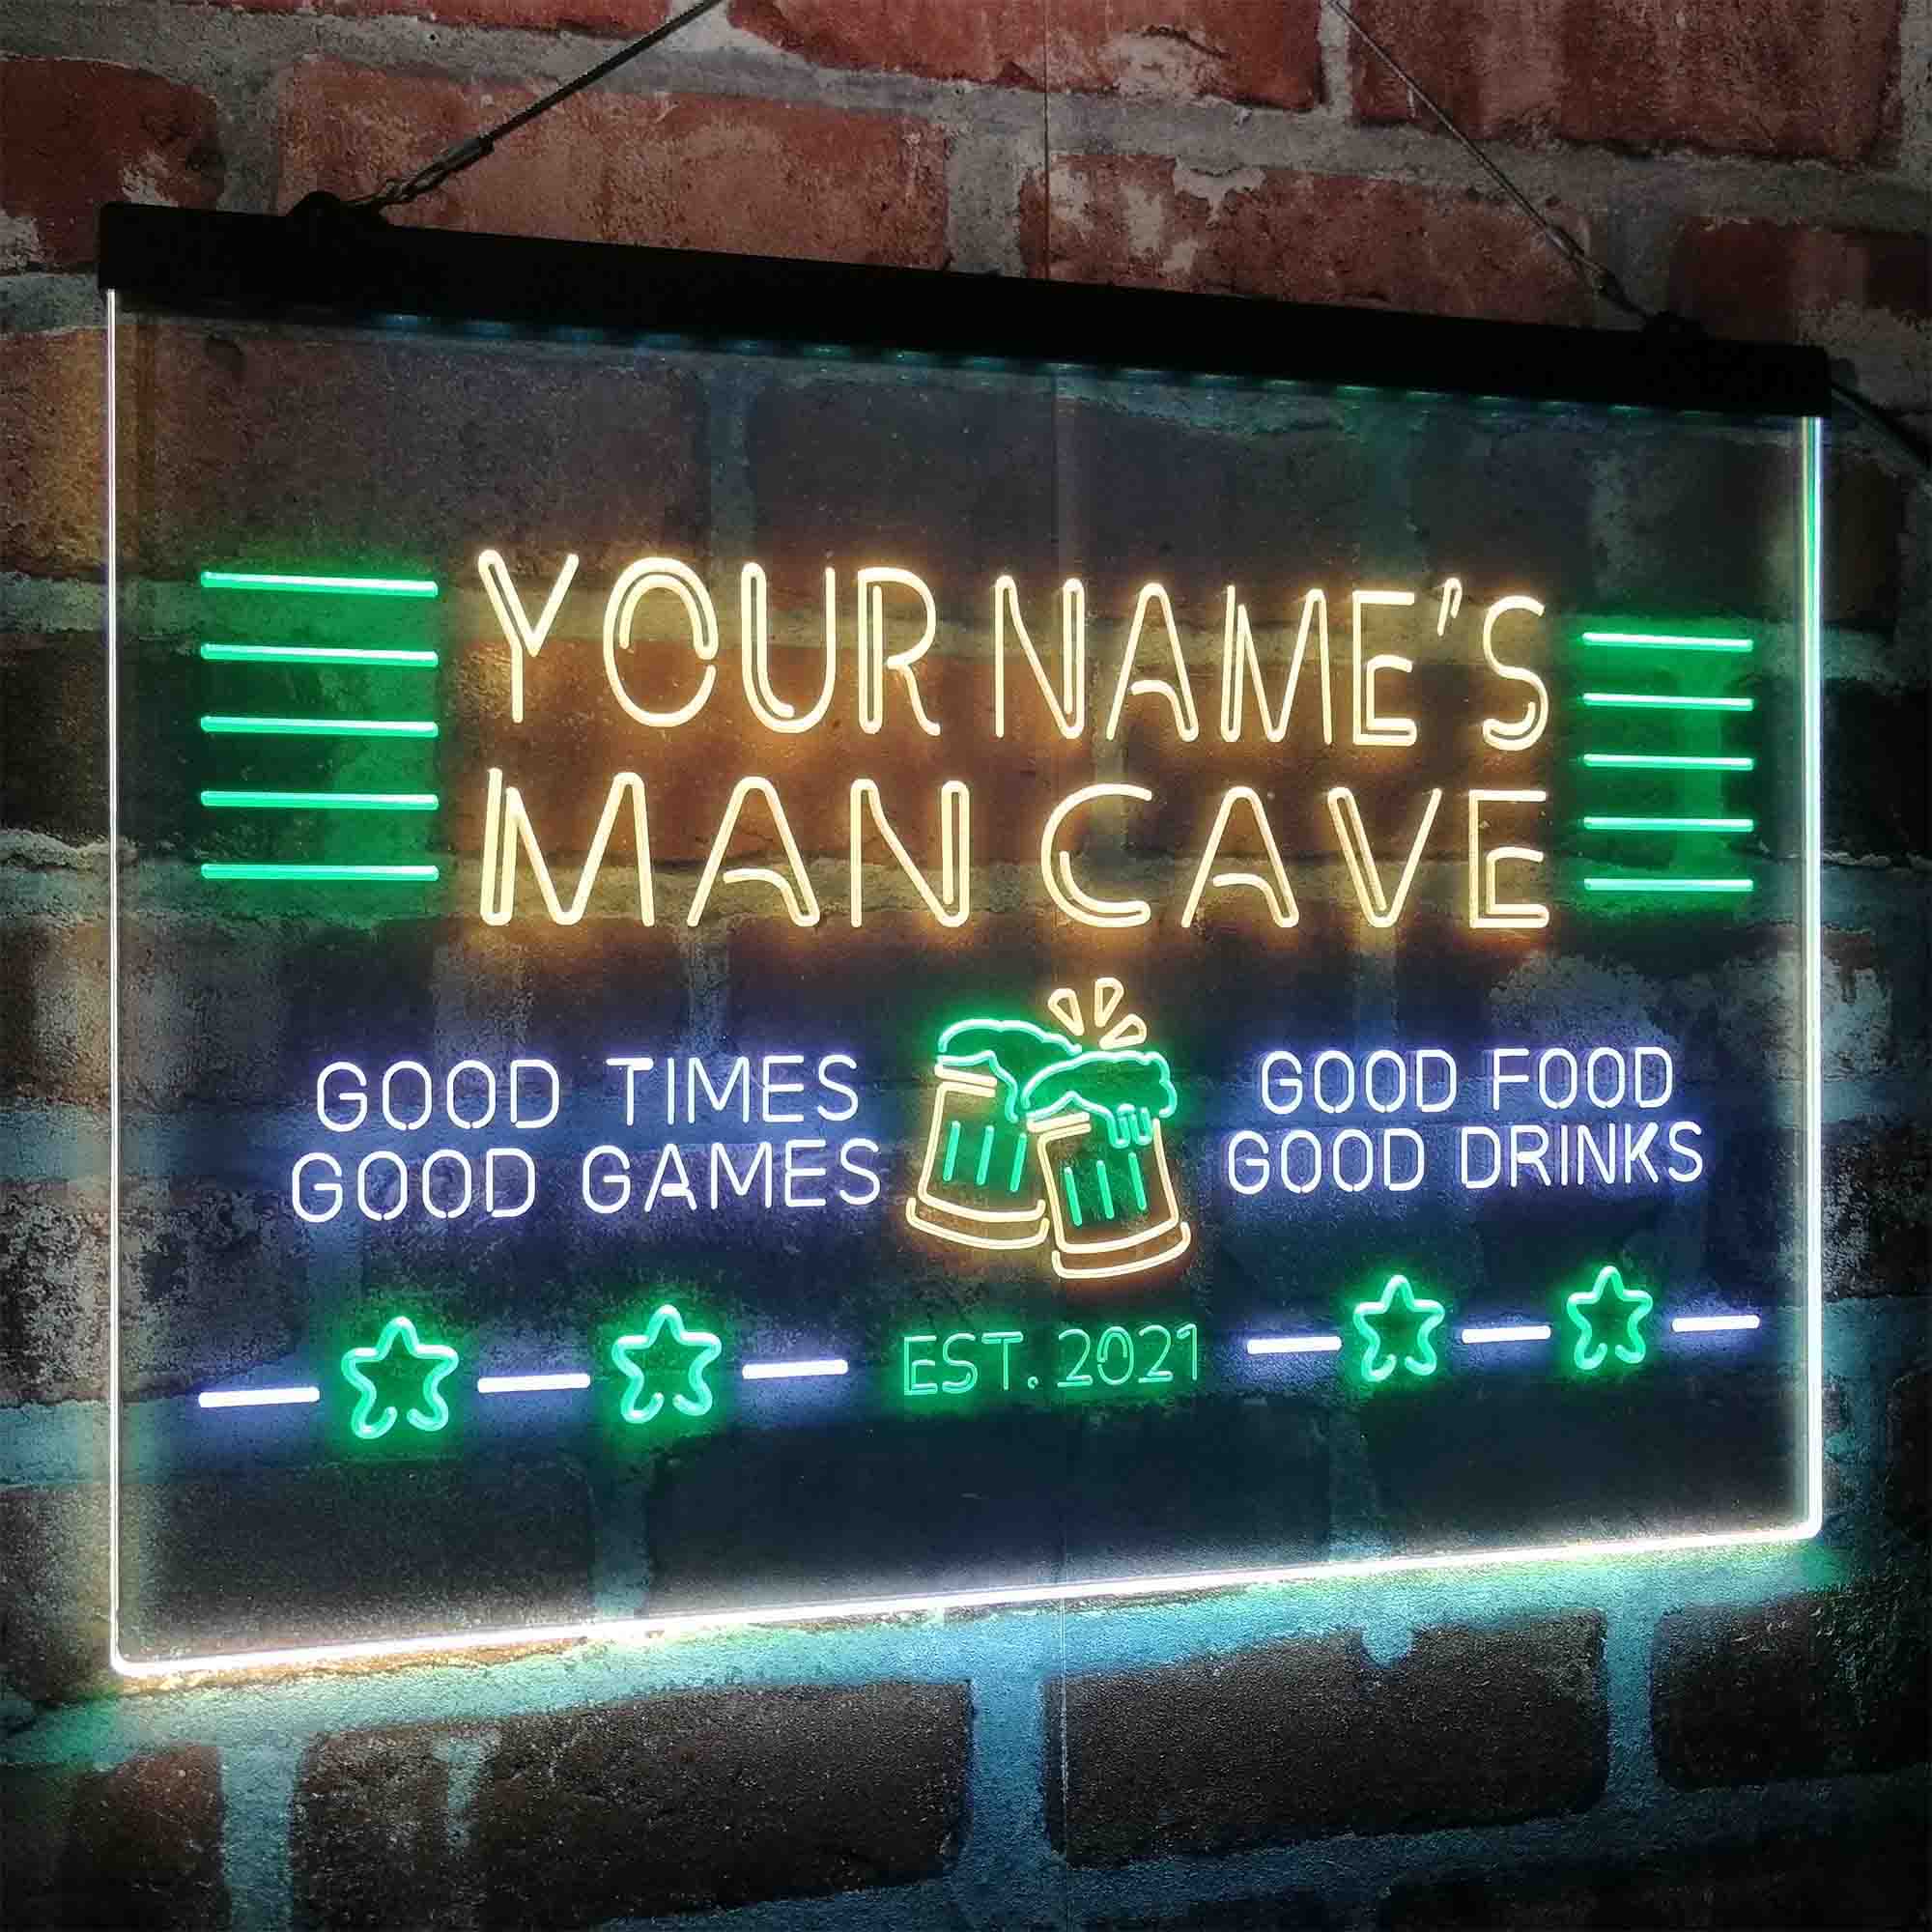 YOUR NAME'S
MAN CAVE
GOOD TIMES
GOOD GAMES
GOOD FOOD
GOOD DRINKS
EST. 2021